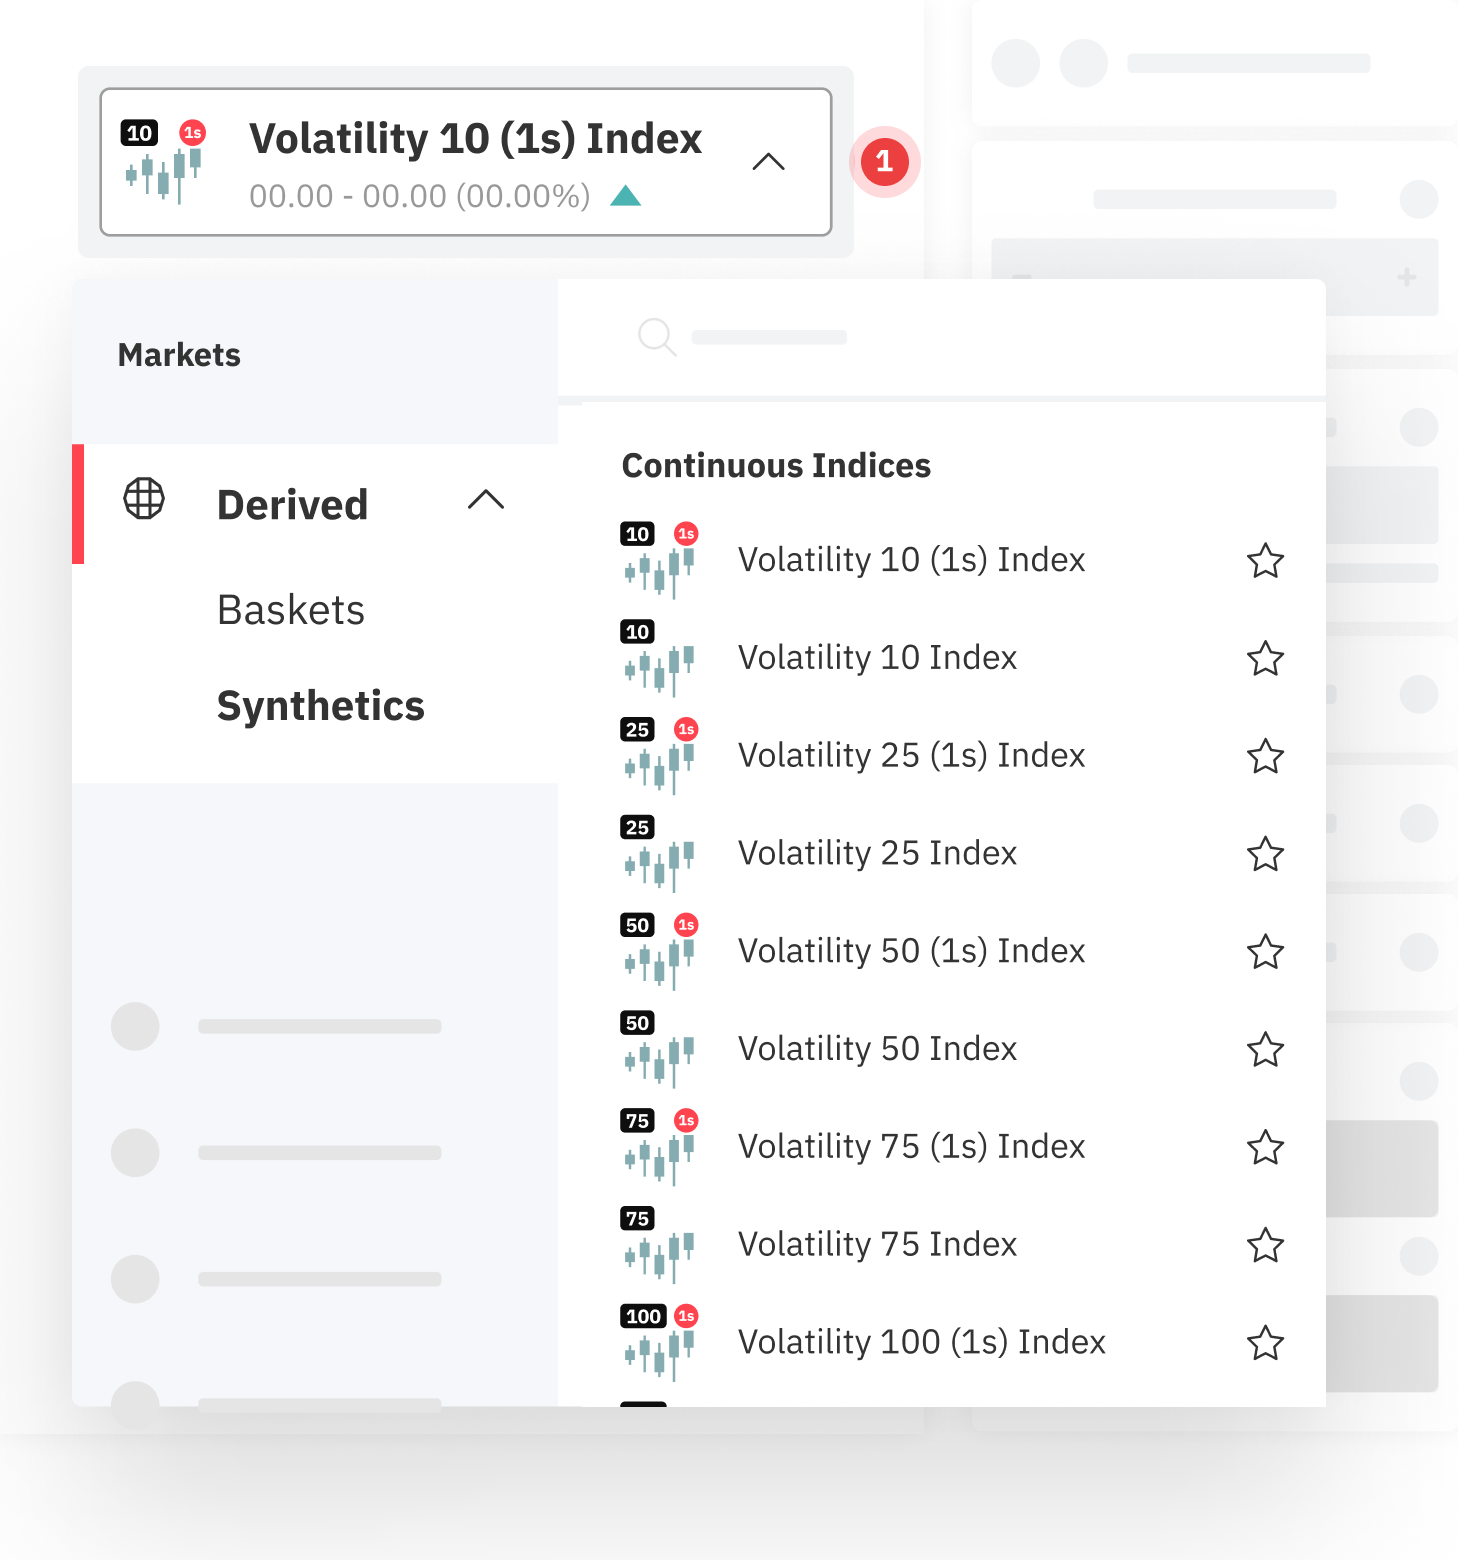 10 1s
Volatility 10 (1s) Index
00.00 - 00.00 (00.00%)
1
Markets
Derived
Baskets
Synthetics
Continuous Indices
10 1s
Volatility 10 (1s) Index
10
Volatility 10 Index
25 1s
Volatility 25 (1s) Index
25
Volatility 25 Index
50 1s
Volatility 50 (1s) Index
50
Volatility 50 Index
75 1s
Volatility 75 (1s) Index
75
Volatility 75 Index
100 1s
Volatility 100 (1s) Index